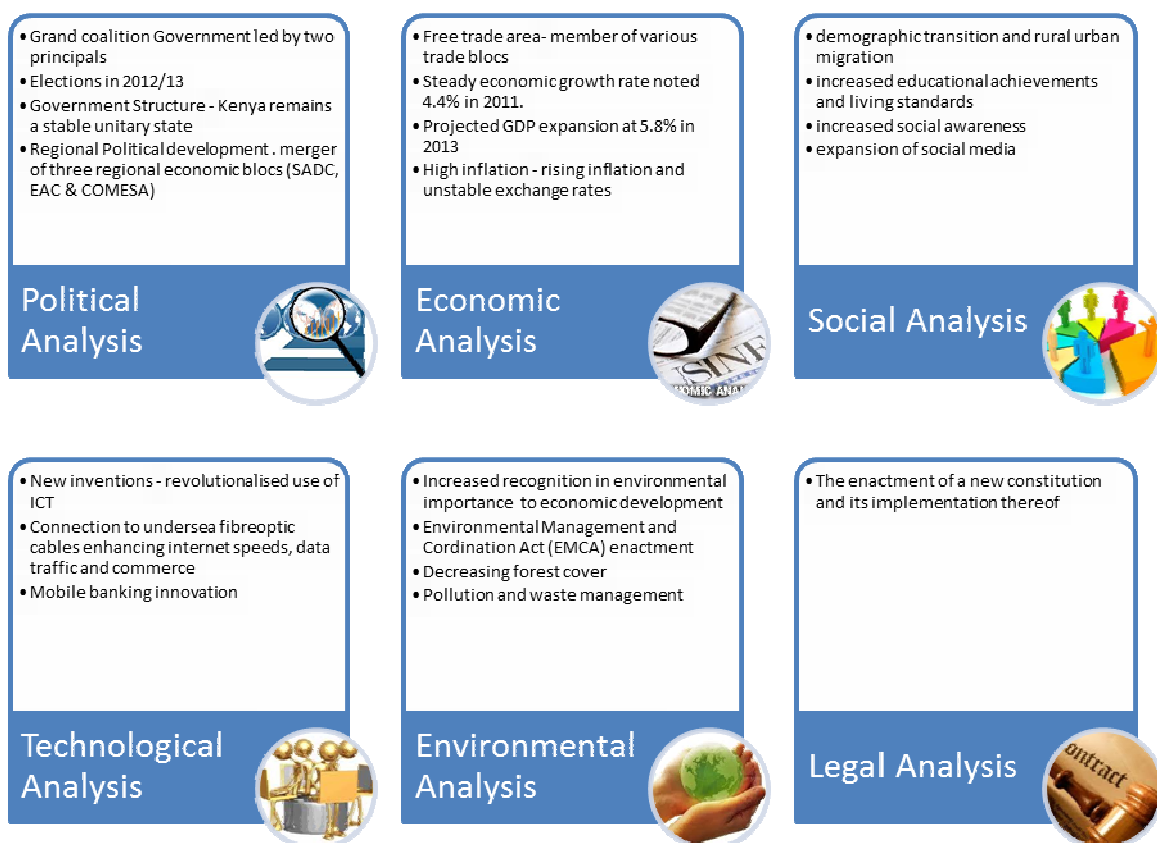 • Grand coalition Government led by two
principals
• Elections in 2012/13
• Government Structure - Kenya remains
a stable unitary state
• Regional Political development . merger
of three regional economic blocs (SADC,
EAC & COMESA)
Political
Analysis
• Free trade area- member of various
trade blocs
• Steady economic growth rate noted
4.4% in 2011.
• Projected GDP expansion at 5.8% in
2013
• High inflation - rising inflation and
unstable exchange rates
Economic
Analysis
• demographic transition and rural urban
migration
• increased educational achievements
and living standards
• increased social awareness
• expansion of social media
Social Analysis
• New inventions - revolutionalised use of
ICT
• Connection to undersea fibreoptic
cables enhancing internet speeds, data
traffic and commerce
• Mobile banking innovation
Technological
Analysis
• Increased recognition in environmental
importance to economic development
• Environmental Management and
Cordination Act (EMCA) enactment
• Decreasing forest cover
• Pollution and waste management
Environmental
Analysis
• The enactment of a new constitution
and its implementation thereof
Legal Analysis
ontract